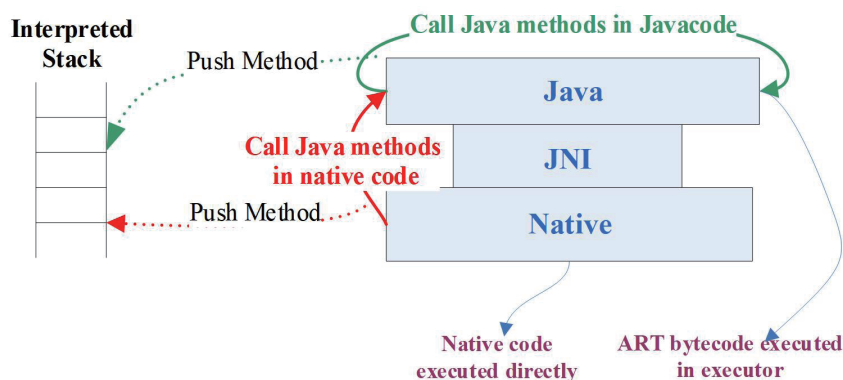 Interpreted
Stack
Call Java methods in Javacode
Push Method
Java
Call Java methods
in native code
JNI
Push Method
Native
Native code
executed directly
ART bytecode executed
in executor